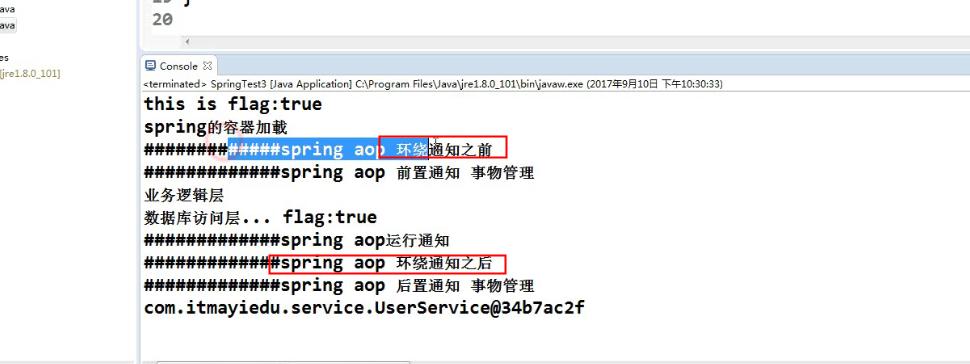 ava
ava
es
[jre1.8.0_101]
20
Console
<terminated> SpringTest3 [Java Application] C:\Program Files\Java\jre1.8.0_101\bin\javaw.exe (2017年9月10日 下午10:30:33)
this is flag:true
spring的容器加载
#############spring aop 环绕通知之前
#############spring aop 前置通知 事物管理
业务逻辑层
数据库访问层... flag:true
#############spring aop运行通知
#############spring aop 环绕通知之后
#############spring aop 后置通知 事物管理
com.itmayiedu.service.UserService@34b7ac2f